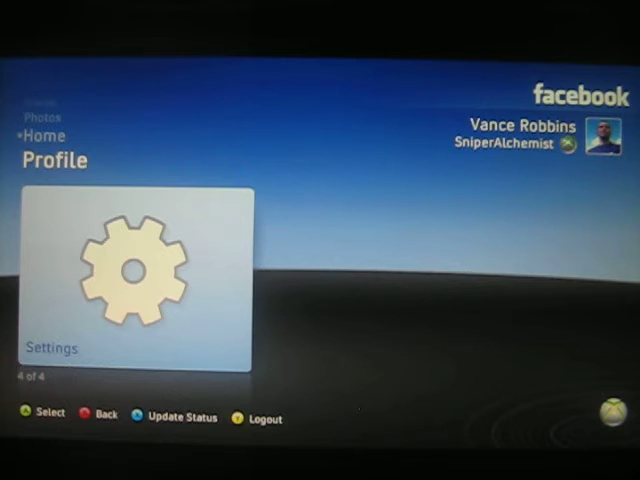 facebook
Photos
Home
Profile
Vance Robbins
SniperAlchemist
Settings
4 of 4
A Select
B Back
X Update Status
Y Logout